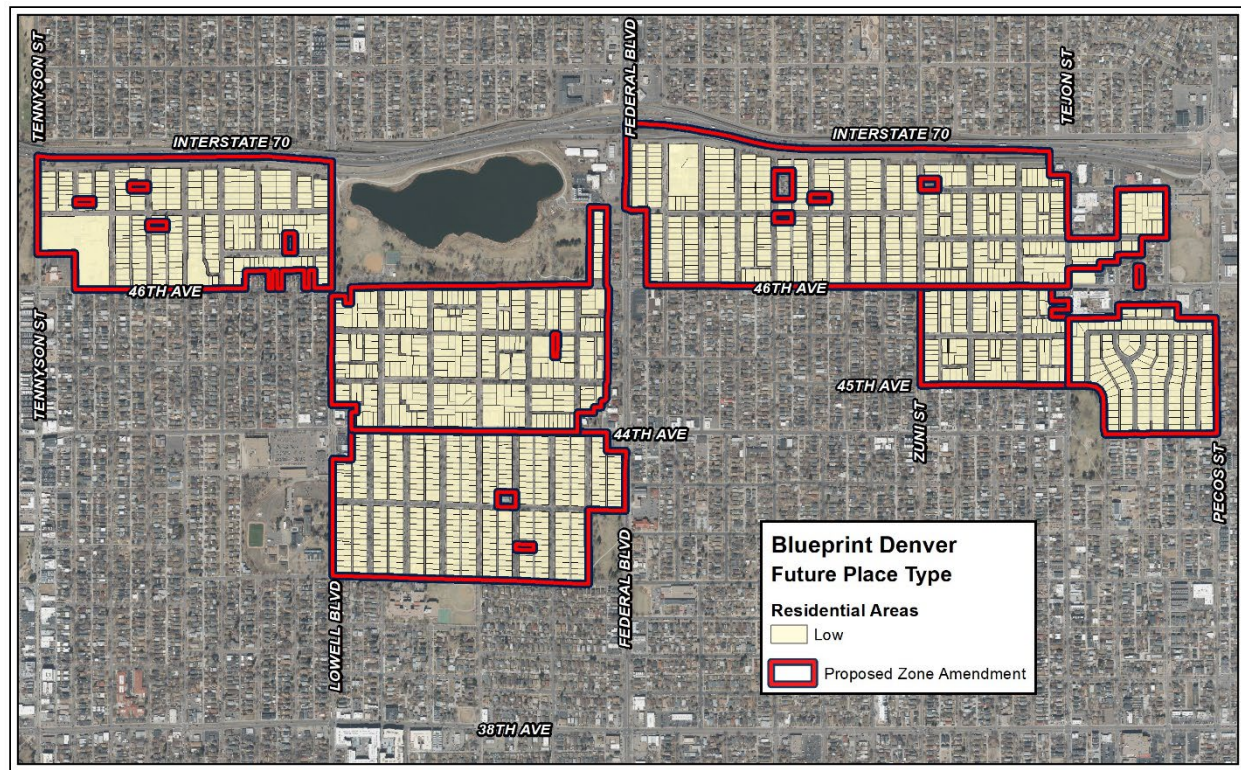 TENNYSON ST
FEDERAL BLVD
TEJON ST
INTERSTATE 70
INTERSTATE 70
46TH AVE
46TH AVE
TENNYSON ST
45TH AVE
ZUNI ST
44TH AVE
PECOS ST
LOWELL BLVD
FEDERAL BLVD
38TH AVE
Blueprint Denver
Future Place Type
Residential Areas
Low
Proposed Zone Amendment